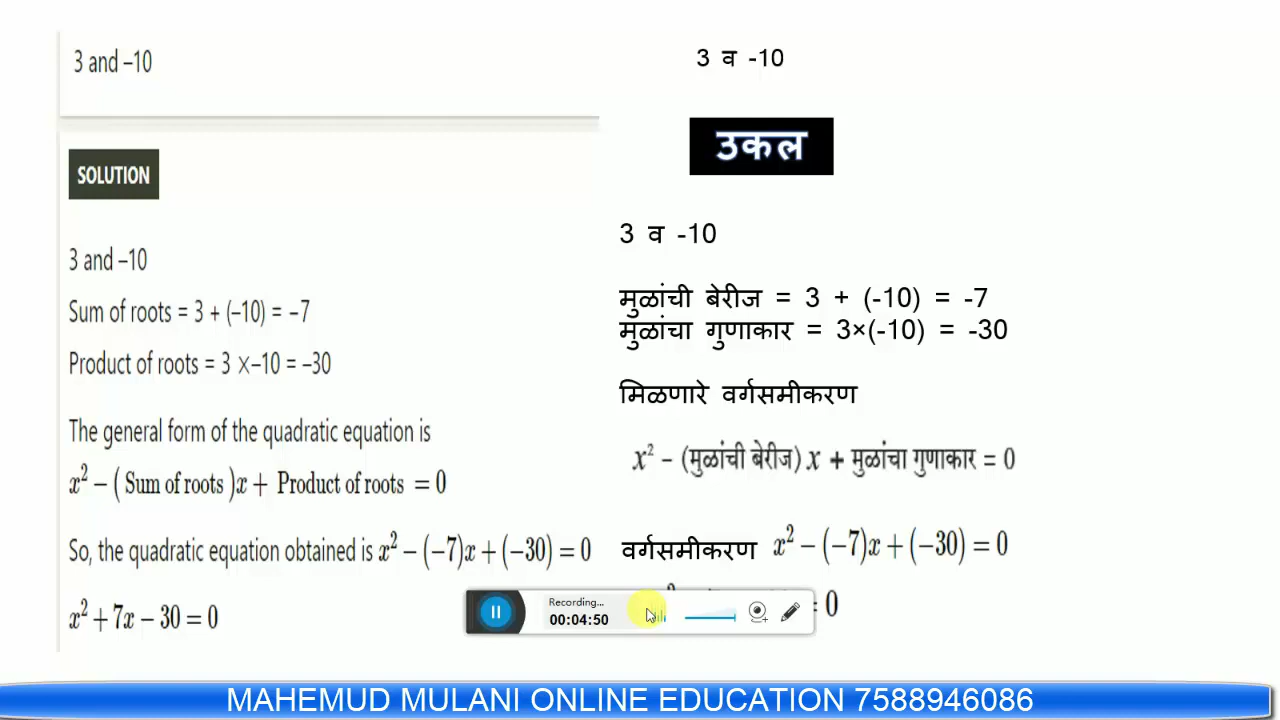 3 and –10
SOLUTION
3 and –10
Sum of roots = 3 + (–10) = –7
Product of roots = 3 ×–10 = –30
The general form of the quadratic equation is
x² – ( Sum of roots )x + Product of roots = 0
So, the quadratic equation obtained is x² – (–7)x + (–30) = 0
x² + 7x – 30 = 0
3 व -10
उकल
3 व -10
मुळांची बेरीज = 3 + (-10) = -7
मुळांचा गुणाकार = 3×(-10) = -30
मिळणारे वर्गसमीकरण
x² – (मुळांची बेरीज) x + मुळांचा गुणाकार = 0
वर्गसमीकरण x² – (–7)x + (–30) = 0
= 0
Recording...
00:04:50
MAHEMUD MULANI ONLINE EDUCATION 7588946086